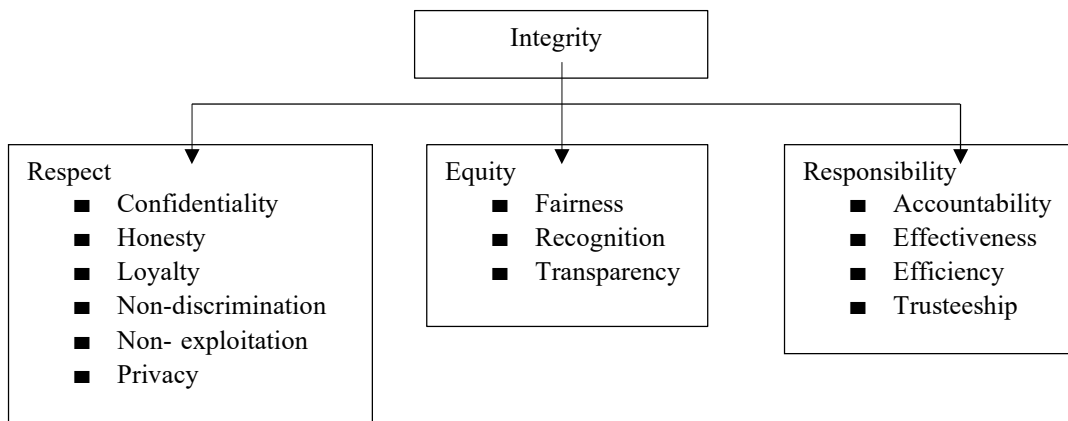 Integrity
Respect
■ Confidentiality
■ Honesty
■ Loyalty
■ Non-discrimination
■ Non- exploitation
■ Privacy
Equity
■ Fairness
■ Recognition
■ Transparency
Responsibility
■ Accountability
■ Effectiveness
■ Efficiency
■ Trusteeship